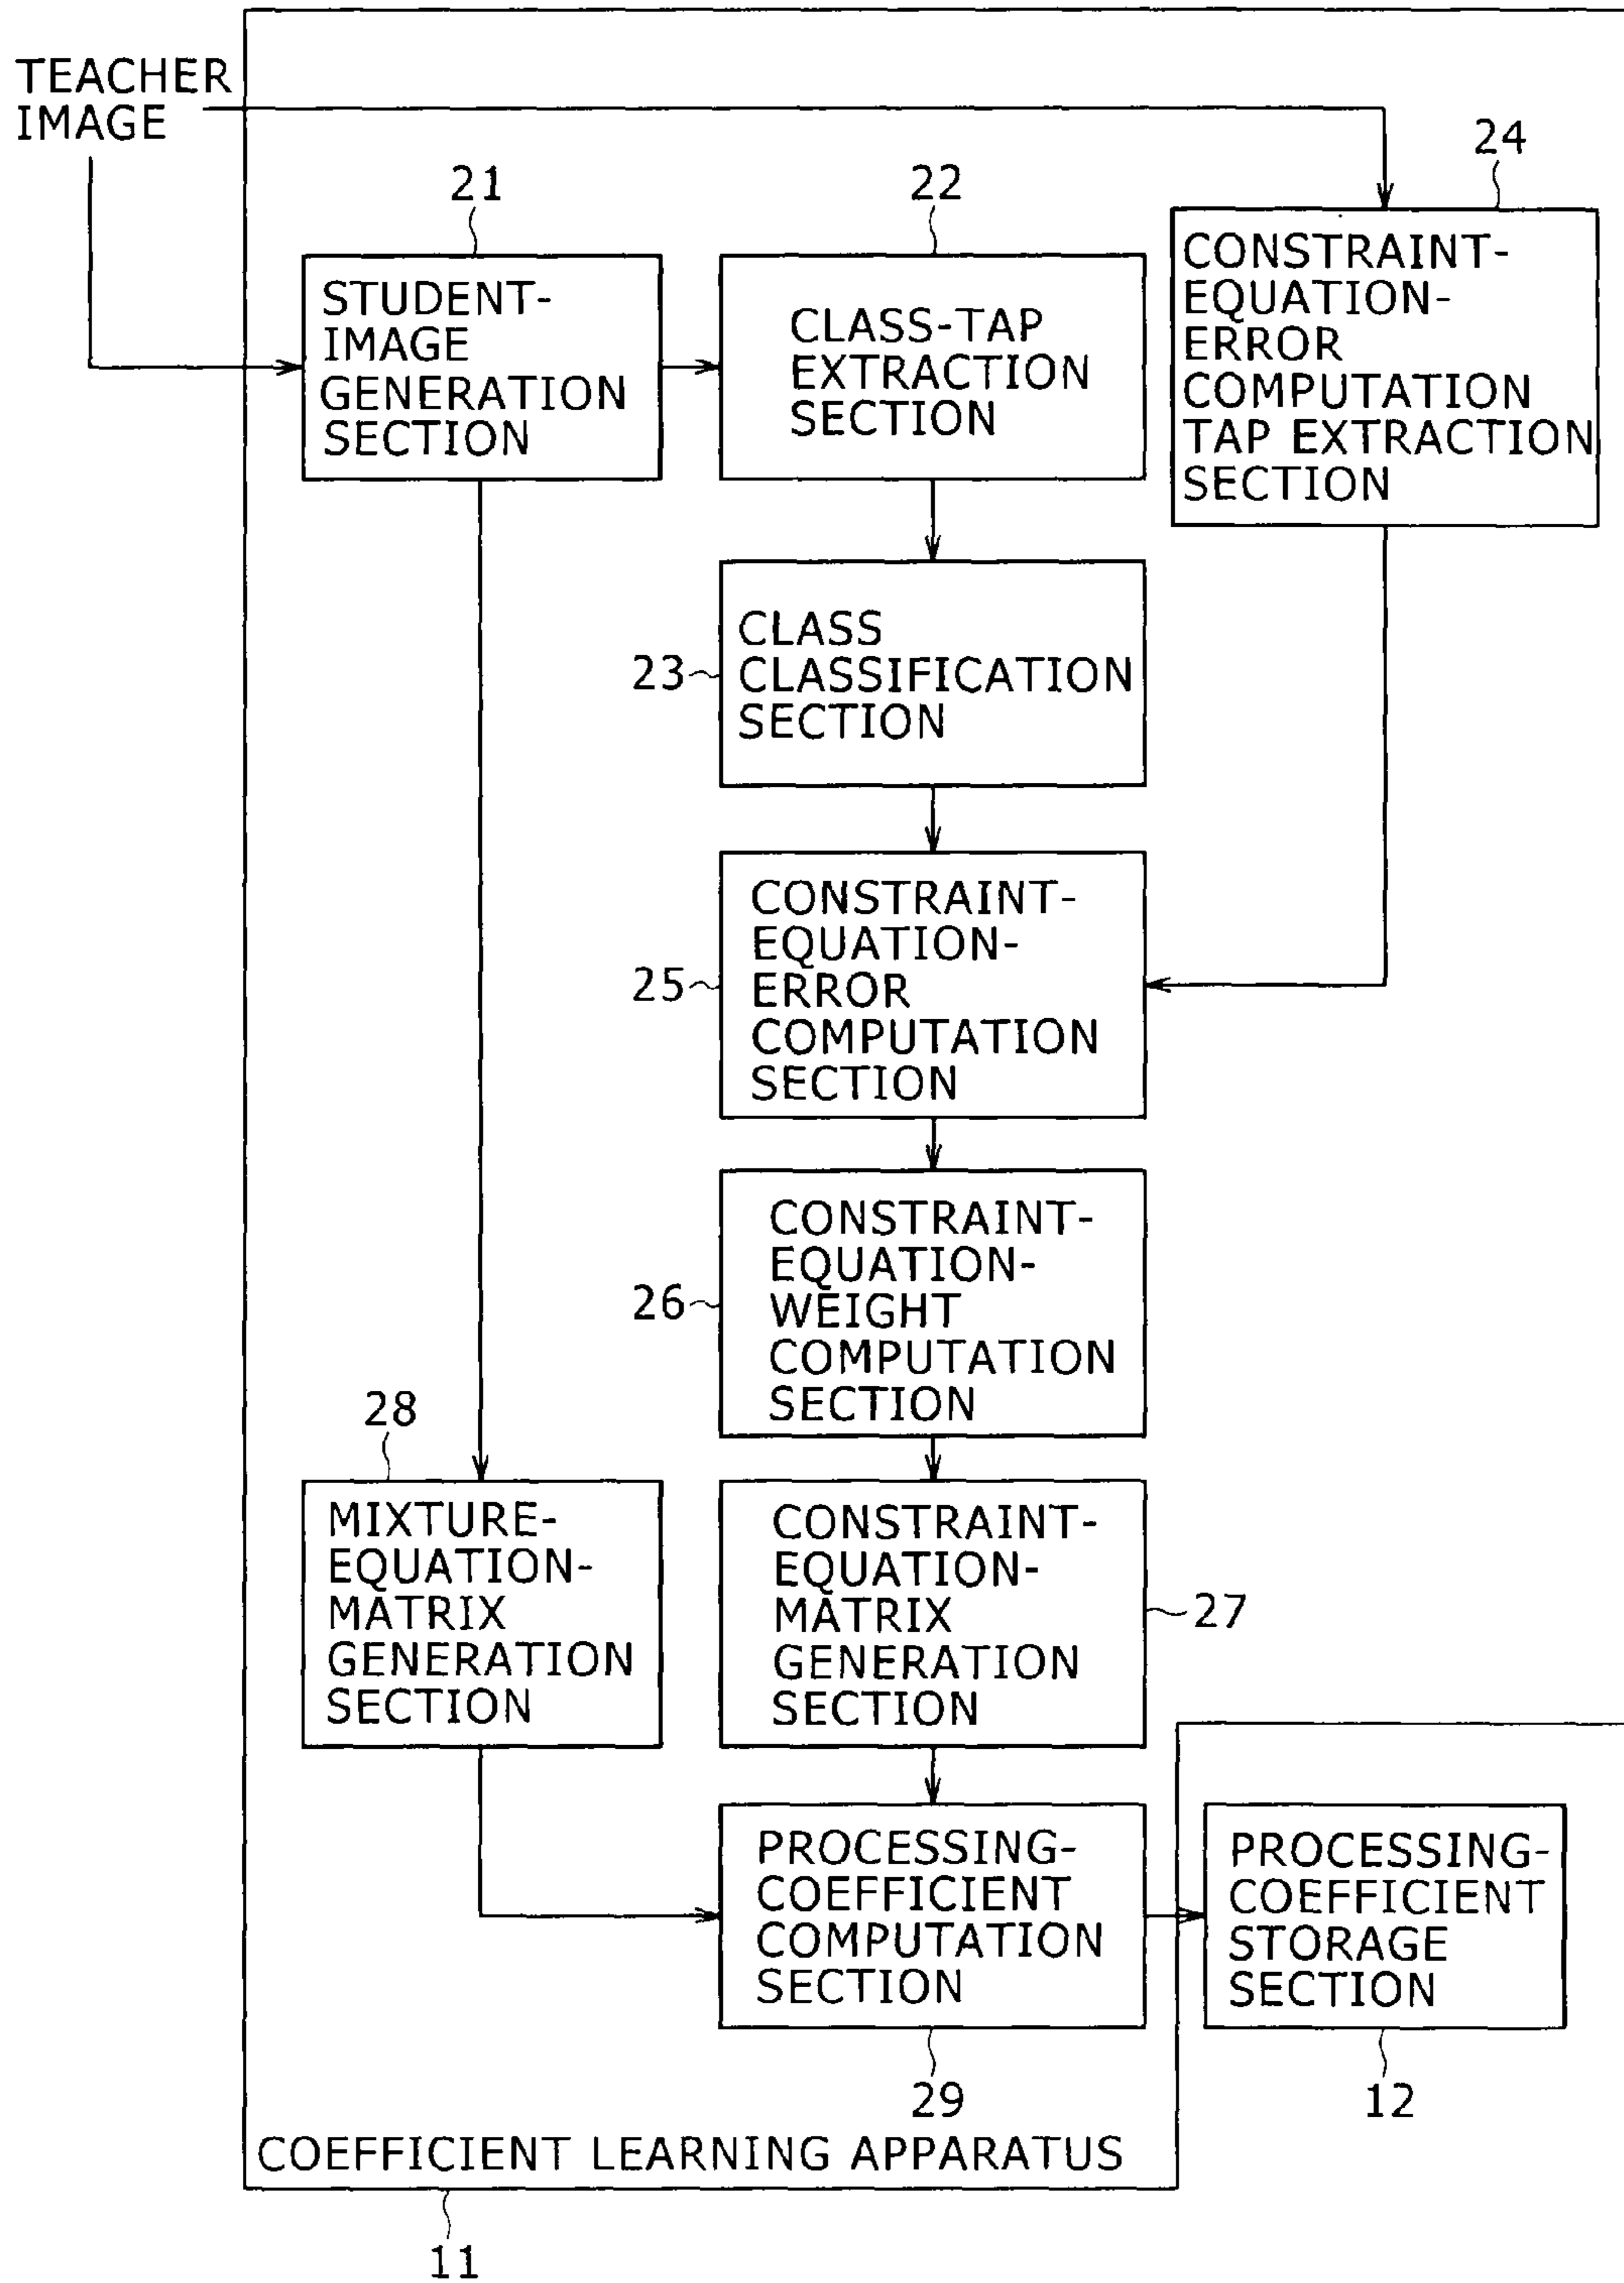 TEACHER
IMAGE
21
STUDENT-
IMAGE
GENERATION
SECTION
22
CLASS-TAP
EXTRACTION
SECTION
24
CONSTRAINT-
EQUATION-
ERROR
COMPUTATION
TAP EXTRACTION
SECTION
23
CLASS
CLASSIFICATION
SECTION
25
CONSTRAINT-
EQUATION-
ERROR
COMPUTATION
SECTION
26
CONSTRAINT-
EQUATION-
WEIGHT
COMPUTATION
SECTION
28
MIXTURE-
EQUATION-
MATRIX
GENERATION
SECTION
CONSTRAINT-
EQUATION-
MATRIX
GENERATION
SECTION
27
PROCESSING-
COEFFICIENT
COMPUTATION
SECTION
29
PROCESSING-
COEFFICIENT
STORAGE
SECTION
12
COEFFICIENT LEARNING APPARATUS
11